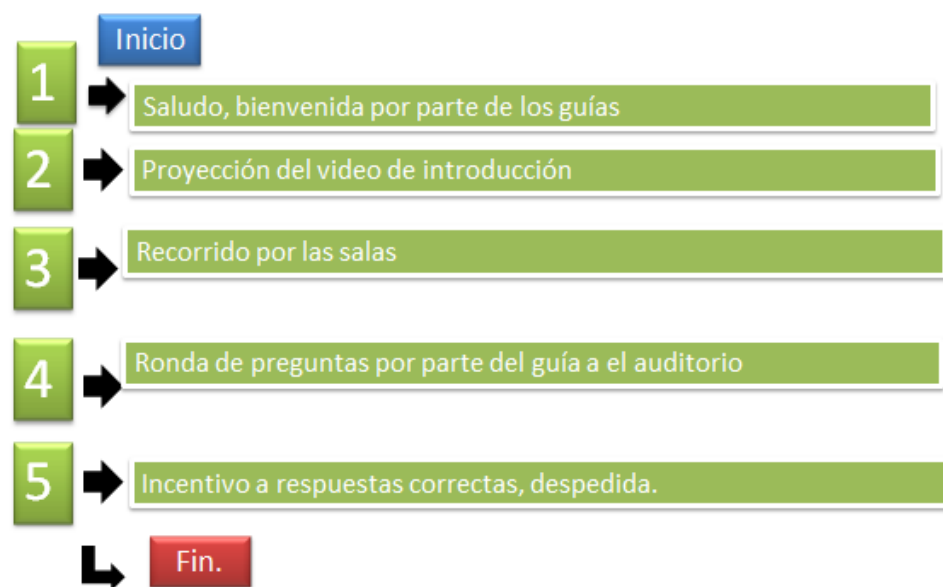 Inicio
1
Saludo, bienvenida por parte de los guías
2
Proyección del video de introducción
3
Recorrido por las salas
4
Ronda de preguntas por parte del guía a el auditorio
5
Incentivo a respuestas correctas, despedida.
Fin.